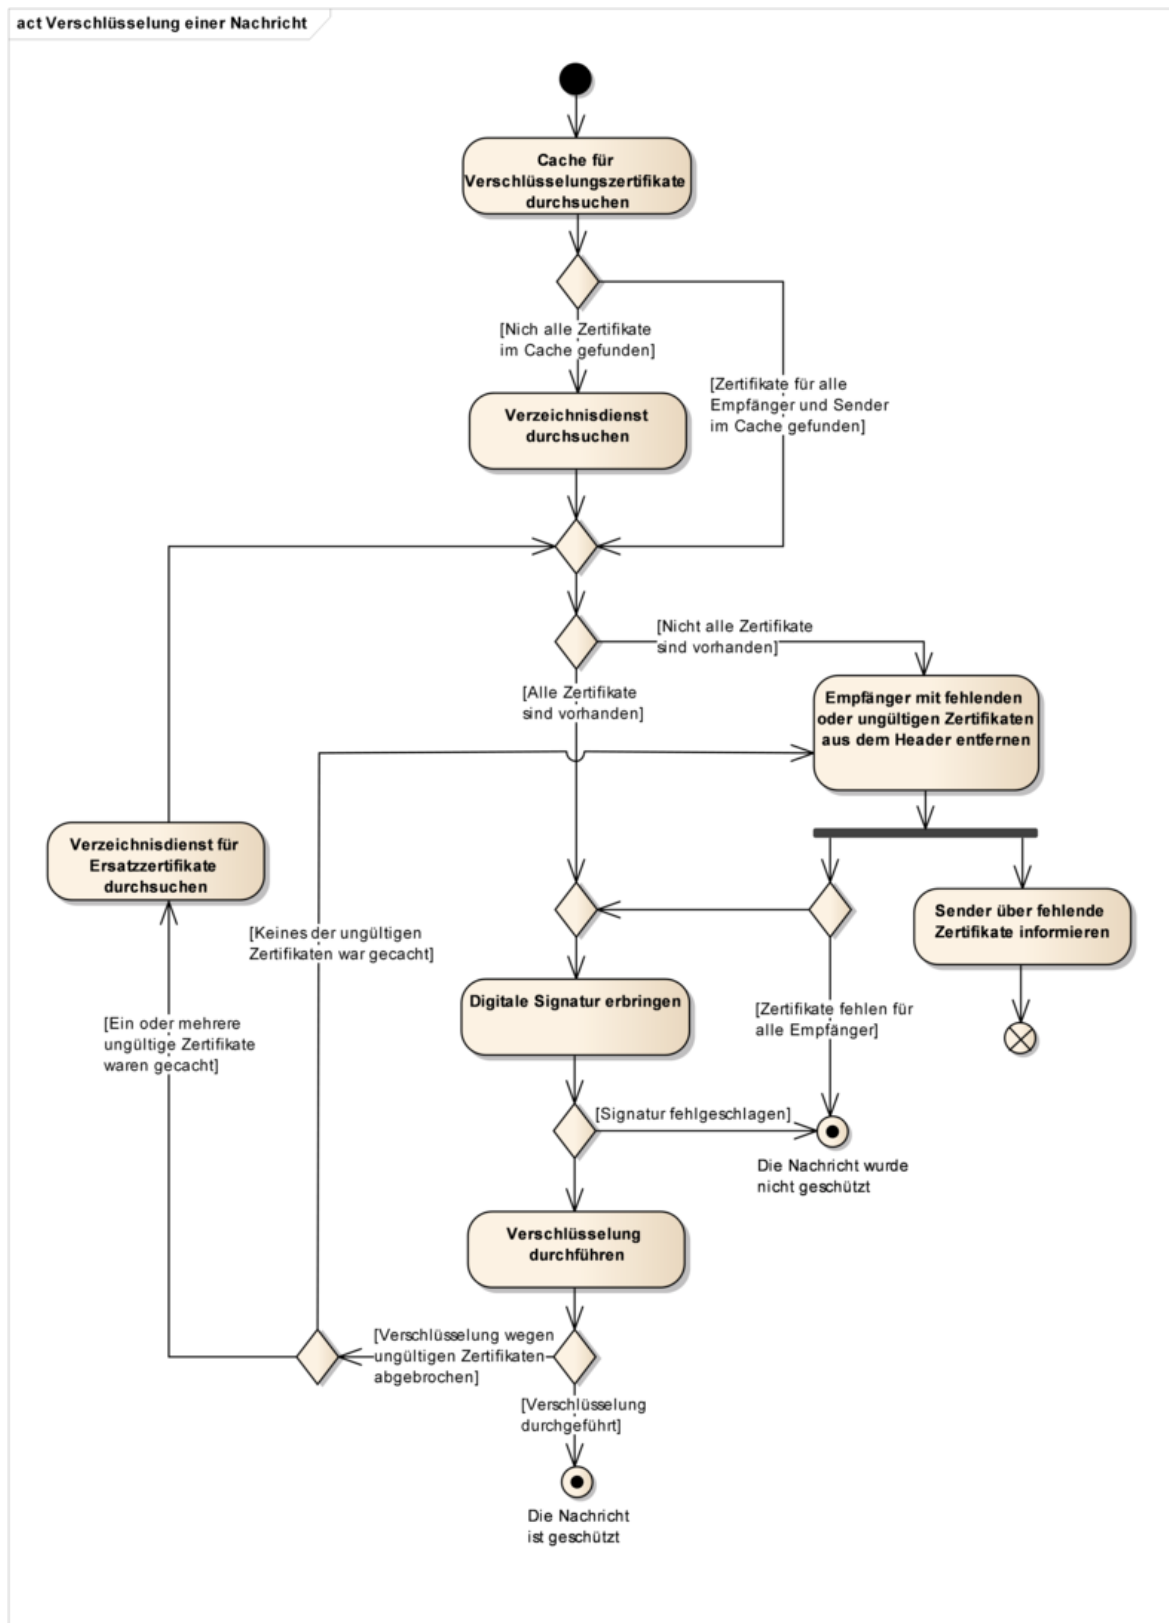 act Verschlüsselung einer Nachricht
Cache für
Verschlüsselungszertifikate
durchsuchen
[Nich alle Zertifikate
im Cache gefunden]
[Zertifikate für alle
Empfänger und Sender
im Cache gefunden]
Verzeichnisdienst
durchsuchen
[Nicht alle Zertifikate
sind vorhanden]
[Alle Zertifikate
sind vorhanden]
Empfänger mit fehlenden
oder ungültigen Zertifikaten
aus dem Header entfernen
Verzeichnisdienst für
Ersatzzertifikate
durchsuchen
Sender über fehlende
Zertifikate informieren
[Keines der ungültigen
Zertifikaten war gecacht]
Digitale Signatur erbringen
[Zertifikate fehlen für
alle Empfänger]
[Ein oder mehrere
ungültige Zertifikate
waren gecacht]
[Signatur fehlgeschlagen]
Die Nachricht wurde
nicht geschützt
Verschlüsselung
durchführen
[Verschlüsselung wegen
ungültigen Zertifikaten
abgebrochen]
[Verschlüsselung
durchgeführt]
Die Nachricht
ist geschützt